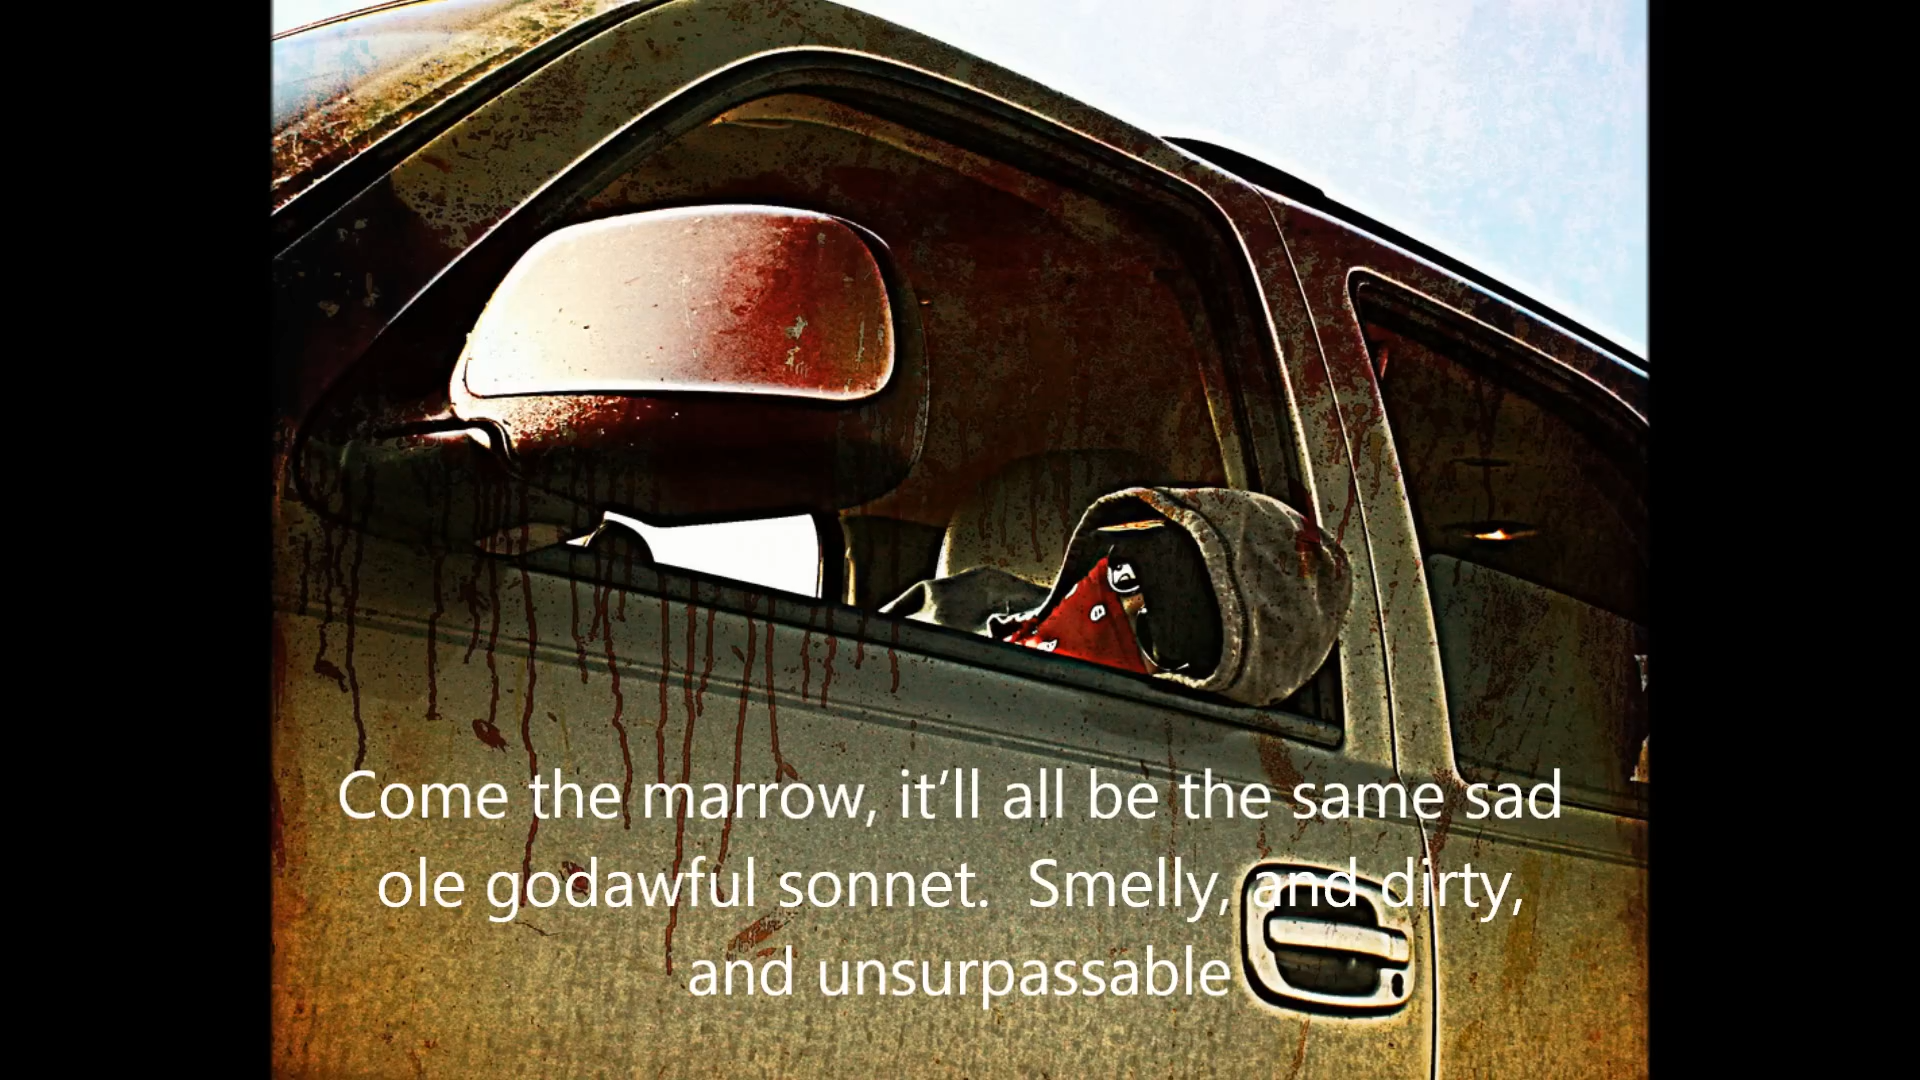 Come the marrow, it’ll all be the same sad
ole godawful sonnet.  Smelly, and dirty,
and unsurpassable